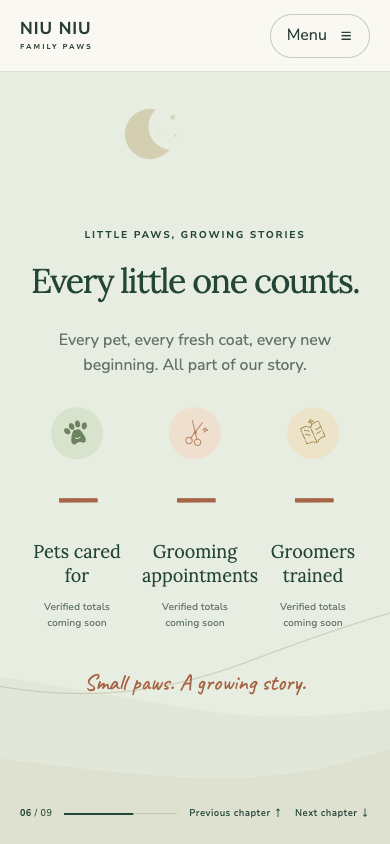 NIU NIU
FAMILY PAWS
Menu
LITTLE PAWS, GROWING STORIES
Every little one counts.
Every pet, every fresh coat, every new
beginning. All part of our story.
Pets cared
for
Verified totals
coming soon
Grooming
appointments
Verified totals
coming soon
Groomers
trained
Verified totals
coming soon
Small paws. A growing story.
06 / 09
Previous chapter ↑
Next chapter ↓